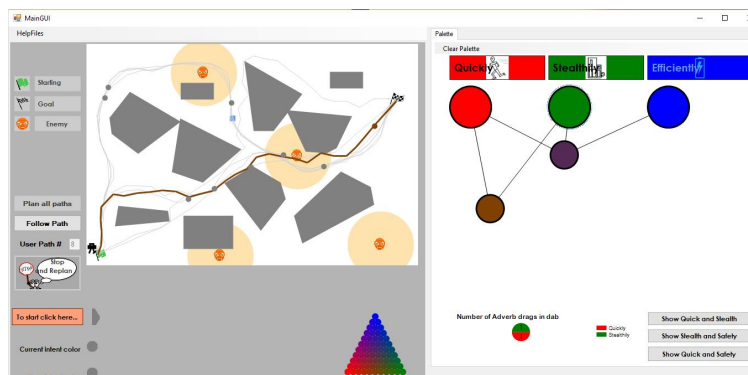 MainGUI
HelpFiles
Starting
Goal
Enemy
Plan all paths
Follow Path
User Path # 8
Stop
and Replan
To start click here...
Current intent color
Palette
Clear Palette
Quickly
Stealthily
Efficiently
Number of Adverb drags in dab
Quickly
Stealthily
Show Quick and Stealth
Show Stealth and Safety
Show Quick and Safety